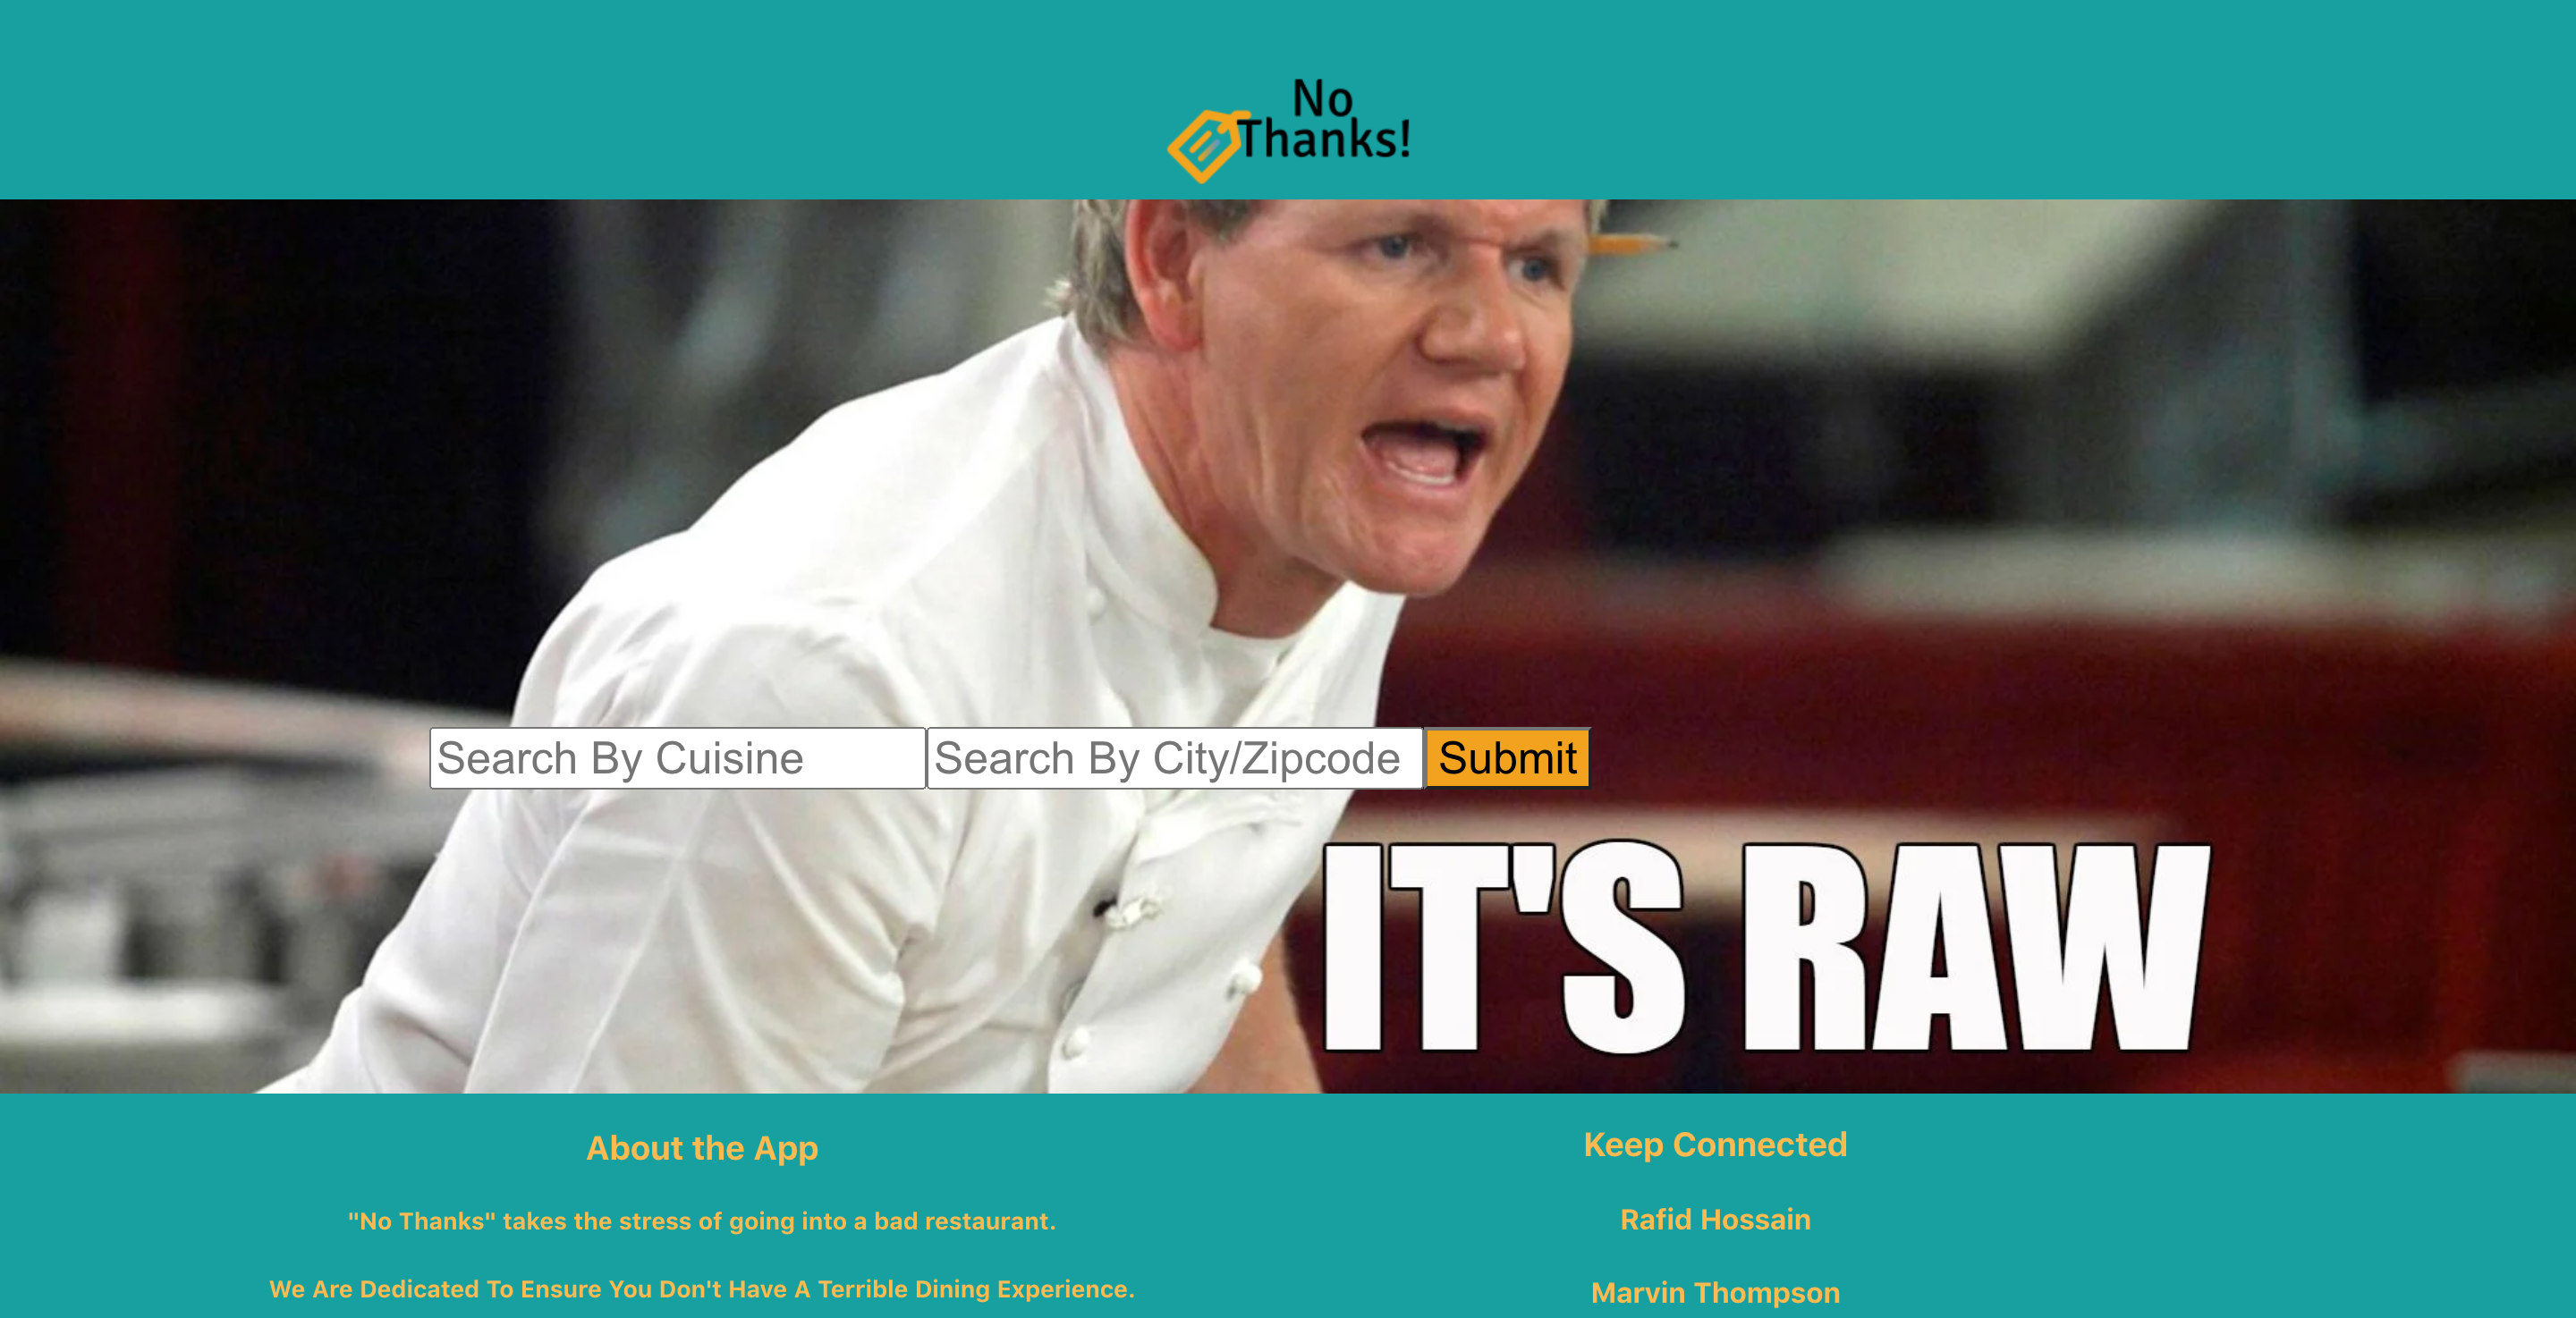 No
Thanks!
Search By Cuisine
Search By City/Zipcode
Submit
IT'S RAW
About the App
"No Thanks" takes the stress of going into a bad restaurant.
We Are Dedicated To Ensure You Don't Have A Terrible Dining Experience.
Keep Connected
Rafid Hossain
Marvin Thompson